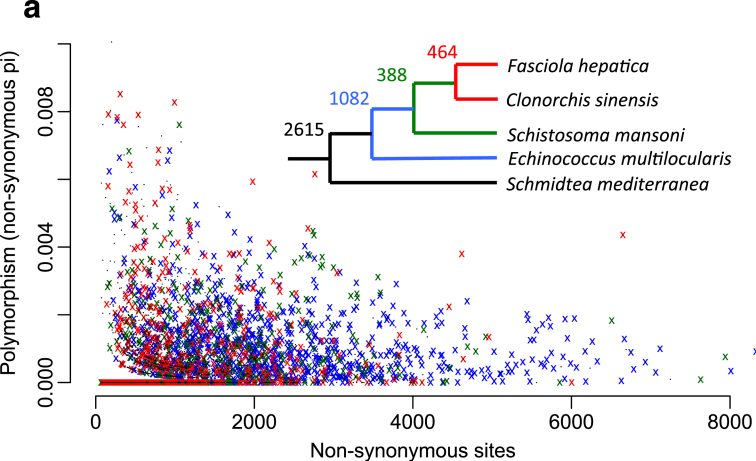 a
Polymorphism (non-synonymous pi)
0.008
0.004
0.000
464
388
1082
2615
Fasciola hepatica
Clonorchis sinensis
Schistosoma mansoni
Echinococcus multilocularis
Schmidtea mediterranea
0
2000
4000
6000
8000
Non-synonymous sites